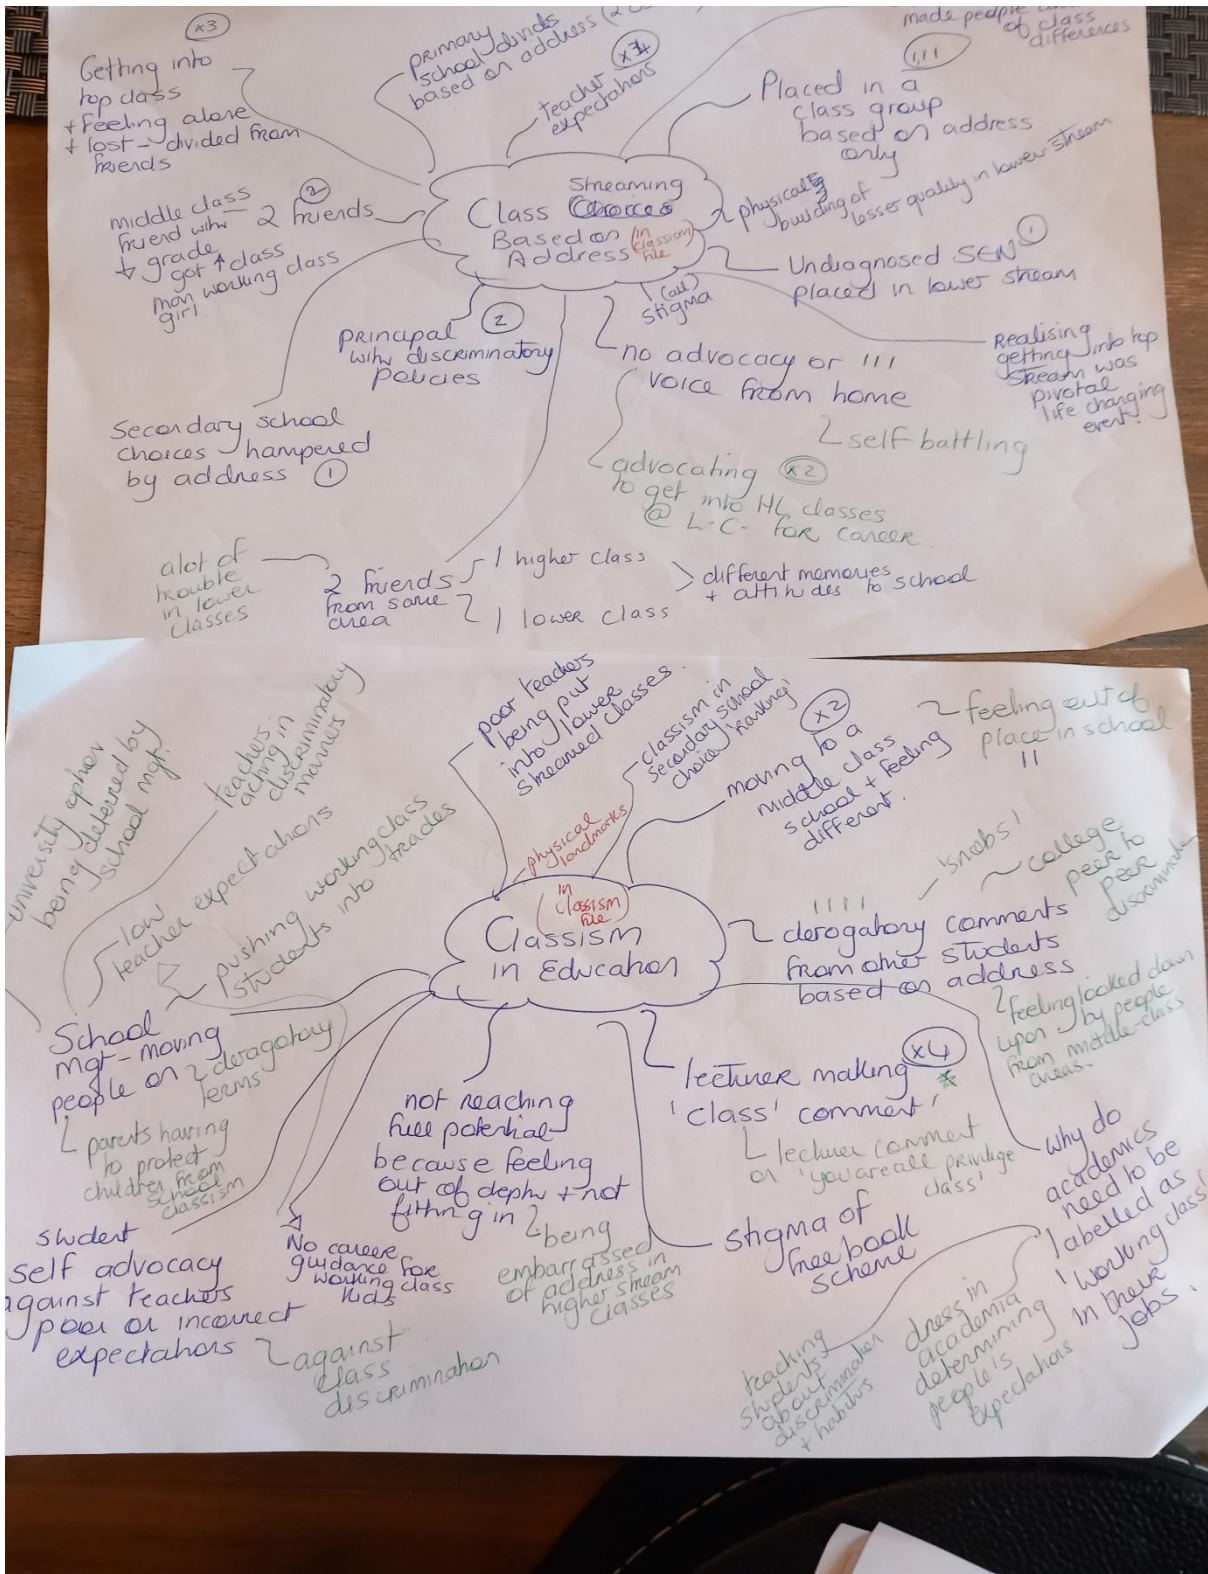 x3
Getting into
top class
+ feeling alone
+ lost - divided from
friends
primary
school divides
based on address
x4
teacher
expectations
made people
of class
differences
111
Placed in a
class group
based on address
only
Streaming
Class
Based on
Address
(in
classism
file)
physical
building of
lesser quality in lower stream
middle class
friend with
↓ grade
got ↑ class
than working class
girl.
2
2 friends
1
Undiagnosed SEN
placed in lower stream
(all)
stigma
principal
with discriminatory
policies
2
no advocacy or 111
voice from home
self battling
advocating x2
to get into HL classes
@ L.C. for career
Realising
getting into top
stream was
pivotal
life changing
event!
Secondary school
choices hampered
by address 1
alot of
trouble
in lower
classes
2 friends
from same
area
1 higher class
1 lower class
different memories
+ attitudes to school
poor teachers
being put
into lower
streamed classes
classism in
secondary school
choice 'ranking'
x2
moving to a
middle class
school + feeling
different.
feeling out of
place in school
11
university option
being deterred by
school mgt.
teachers
acting in
discriminatory
manner
low
teacher expectations
pushing working class
students into trades
physical
landmarks
(in
classism
file)
Classism
in Education
'snobs'
college
peer to
peer
discriminate
1111
derogatory comments
from other students
based on address
feeling looked down
upon by people
from middle-class
areas.
School
mgt - moving
people on
deragotory
terms
parents having
to protect
children from
school
classism
student
self advocacy
against teachers
poor or incorrect
expectations
against
class
discrimination
No career
guidance for
working class
kids
not reaching
full potential
because feeling
out of depth + not
fitting in
being
embarrassed
of address in
higher stream
classes
x4
lecturer making
'class' comment'
lecturer comment
or 'you are all privilege
class'
stigma of
free book
scheme
why do
academics
need to be
labelled as
'working class'
in their
jobs.
teaching
students
about
discrimination
+ habitus
dress in
academia
determining
people's
expectations